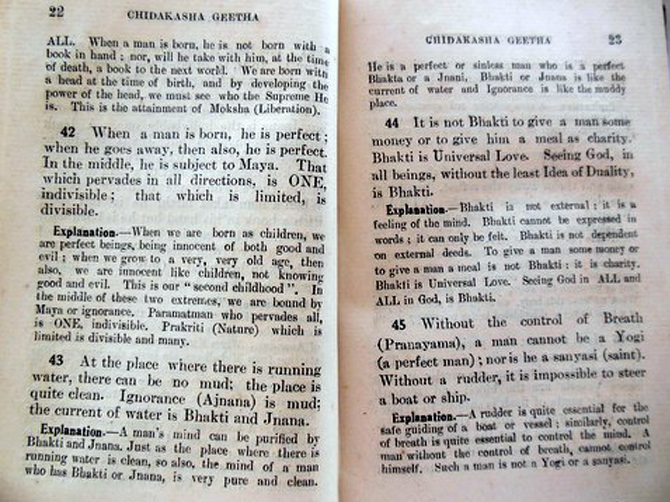 22
CHIDAKASHA GEETHA
ALL. When a man is born, he is not born with a
book in hand; nor, will he take with him, at the time
of death, a book to the next world. We are born with
a head at the time of birth, and by developing the
power of the head, we must see who the Supreme He
is. This is the attainment of Moksha (Liberation).
42 When a man is born, he is perfect;
when he goes away, then also, he is perfect.
In the middle, he is subject to Maya. That
which pervades in all directions, is ONE,
indivisible; that which is limited, is
divisible.
Explanation.—When we are born as children, we
are perfect beings, being innocent of both good and
evil; when we grow to a very, very old age, then
also, we are innocent like children, not knowing
good and evil. This is our "second childhood". In
the middle of these two extremes, we are bound by
Maya or ignorance. Paramatman who pervades all,
is ONE, indivisible. Prakriti (Nature) which is
limited is divisible and many.
43 At the place where there is running
water, there can be no mud; the place is
quite clean. Ignorance (Ajnana) is mud;
the current of water is Bhakti and Jnana.
Explanation.—A man's mind can be purified by
Bhakti and Jnana. Just as the place where there is
running water is clean, so also, the mind of a man
who has Bhakti or Jnana, is very pure and clean.
CHIDAKASHA GEETHA
23
He is a perfect or sinless man who is a perfect
Bhakta or a Jnani, Bhakti or Jnana is like the
current of water and Ignorance is like the muddy
place.
44 It is not Bhakti to give a man some
money or to give him a meal as charity.
Bhakti is Universal Love. Seeing God, in
all beings, without the least Idea of Duality,
is Bhakti.
Explanation.—Bhakti is not external; it is a
feeling of the mind. Bhakti cannot be expressed in
words; it can only be felt. Bhakti is not dependent
on external deeds. To give a man some money or
to give a man a meal is not Bhakti: it is charity.
Bhakti is Universal Love. Seeing God in ALL and
ALL in God, is Bhakti.
45 Without the control of Breath
(Pranayama), a man cannot be a Yogi
(a perfect man); nor is he a sanyasi (saint).
Without a rudder, it is impossible to steer
a boat or ship.
Explanation.—A rudder is quite essential for the
safe guiding of a boat or vessel; similarly, control
of breath is quite essential to control the mind. A
man without the control of breath, cannot control
himself. Such a man is not a Yogi or a sanyasi.